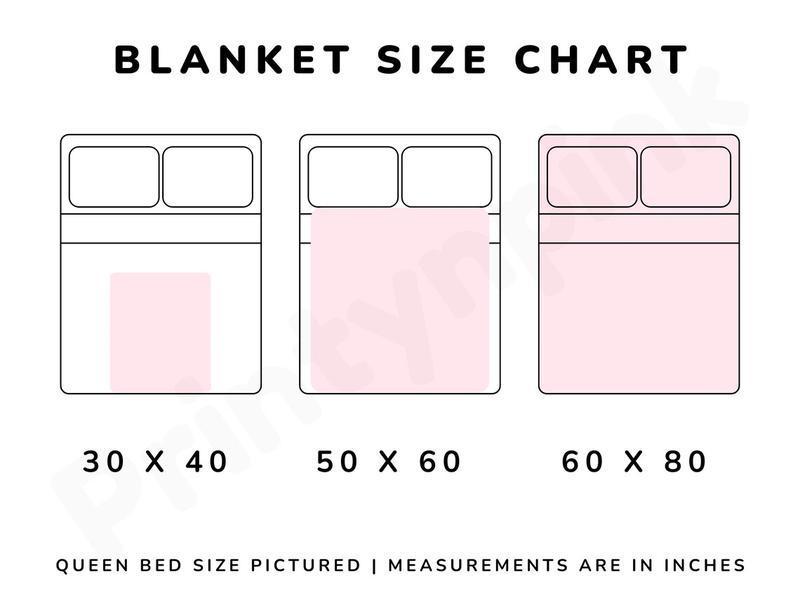 BLANKET SIZE CHART
30 X 40
50 X 60
60 X 80
QUEEN BED SIZE PICTURED | MEASUREMENTS ARE IN INCHES
Printynpink